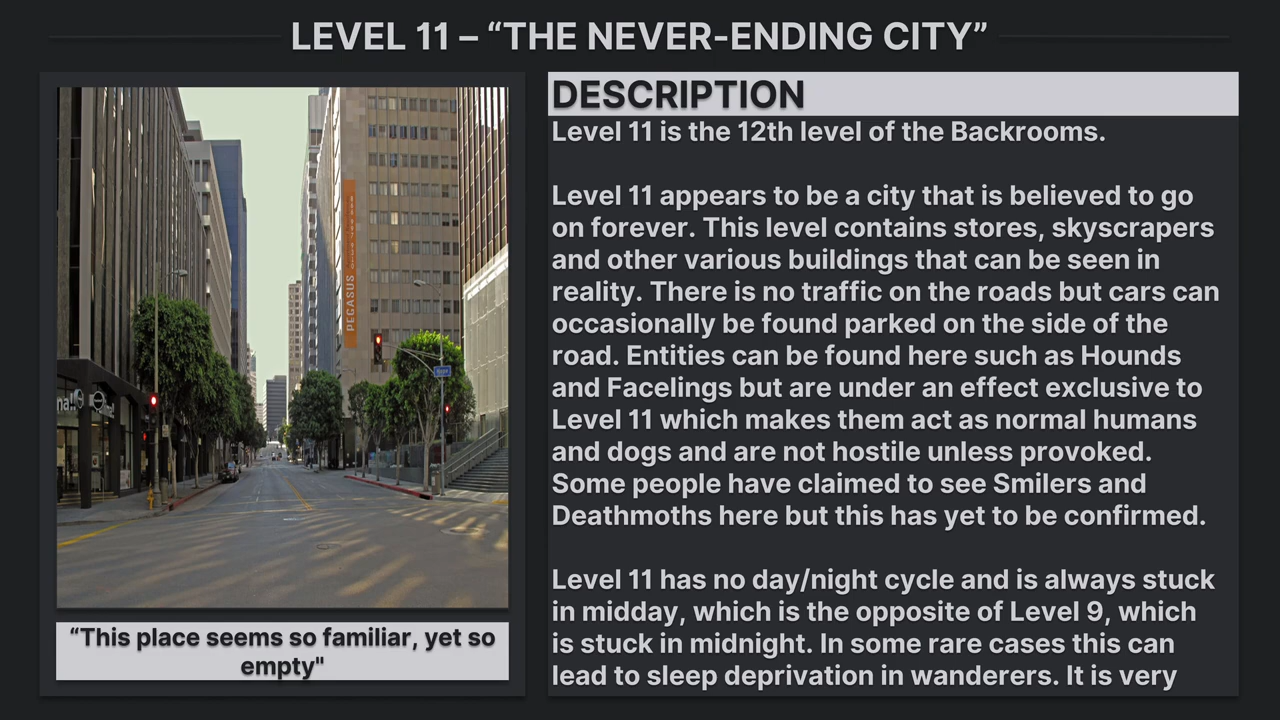 LEVEL 11 – “THE NEVER-ENDING CITY”
PEGASUS
“This place seems so familiar, yet so
empty"
DESCRIPTION
Level 11 is the 12th level of the Backrooms.
Level 11 appears to be a city that is believed to go
on forever. This level contains stores, skyscrapers
and other various buildings that can be seen in
reality. There is no traffic on the roads but cars can
occasionally be found parked on the side of the
road. Entities can be found here such as Hounds
and Facelings but are under an effect exclusive to
Level 11 which makes them act as normal humans
and dogs and are not hostile unless provoked.
Some people have claimed to see Smilers and
Deathmoths here but this has yet to be confirmed.
Level 11 has no day/night cycle and is always stuck
in midday, which is the opposite of Level 9, which
is stuck in midnight. In some rare cases this can
lead to sleep deprivation in wanderers. It is very